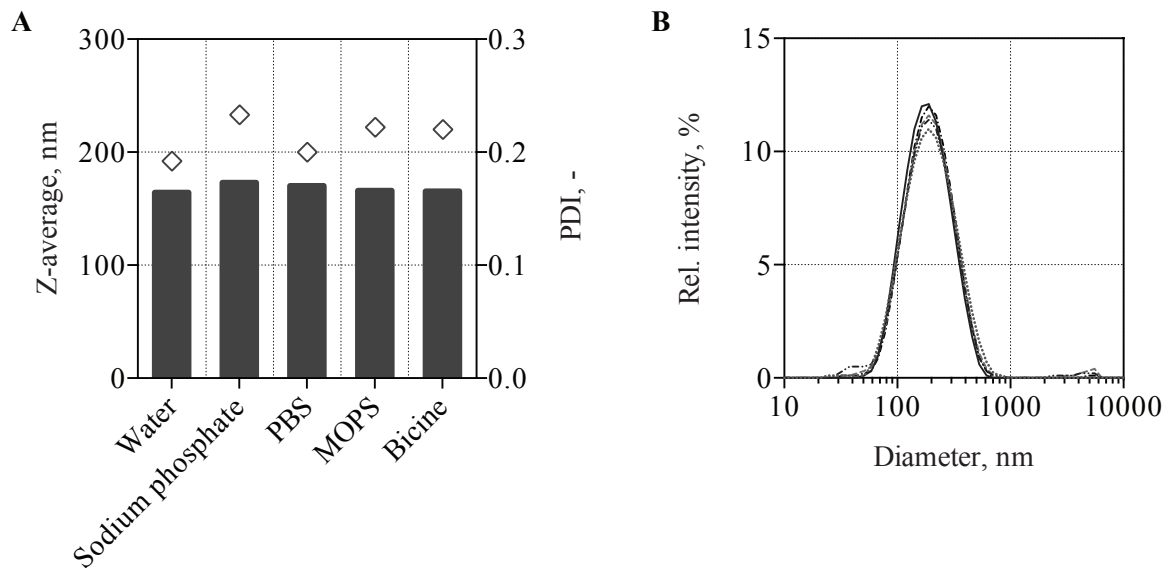 A
300
200
100
0
Z-average, nm
0.3
0.2
0.1
0.0
PDI, -
Water
Sodium phosphate
PBS
MOPS
Bicine
B
15
10
5
0
Rel. intensity, %
10
100
1000
10000
Diameter, nm